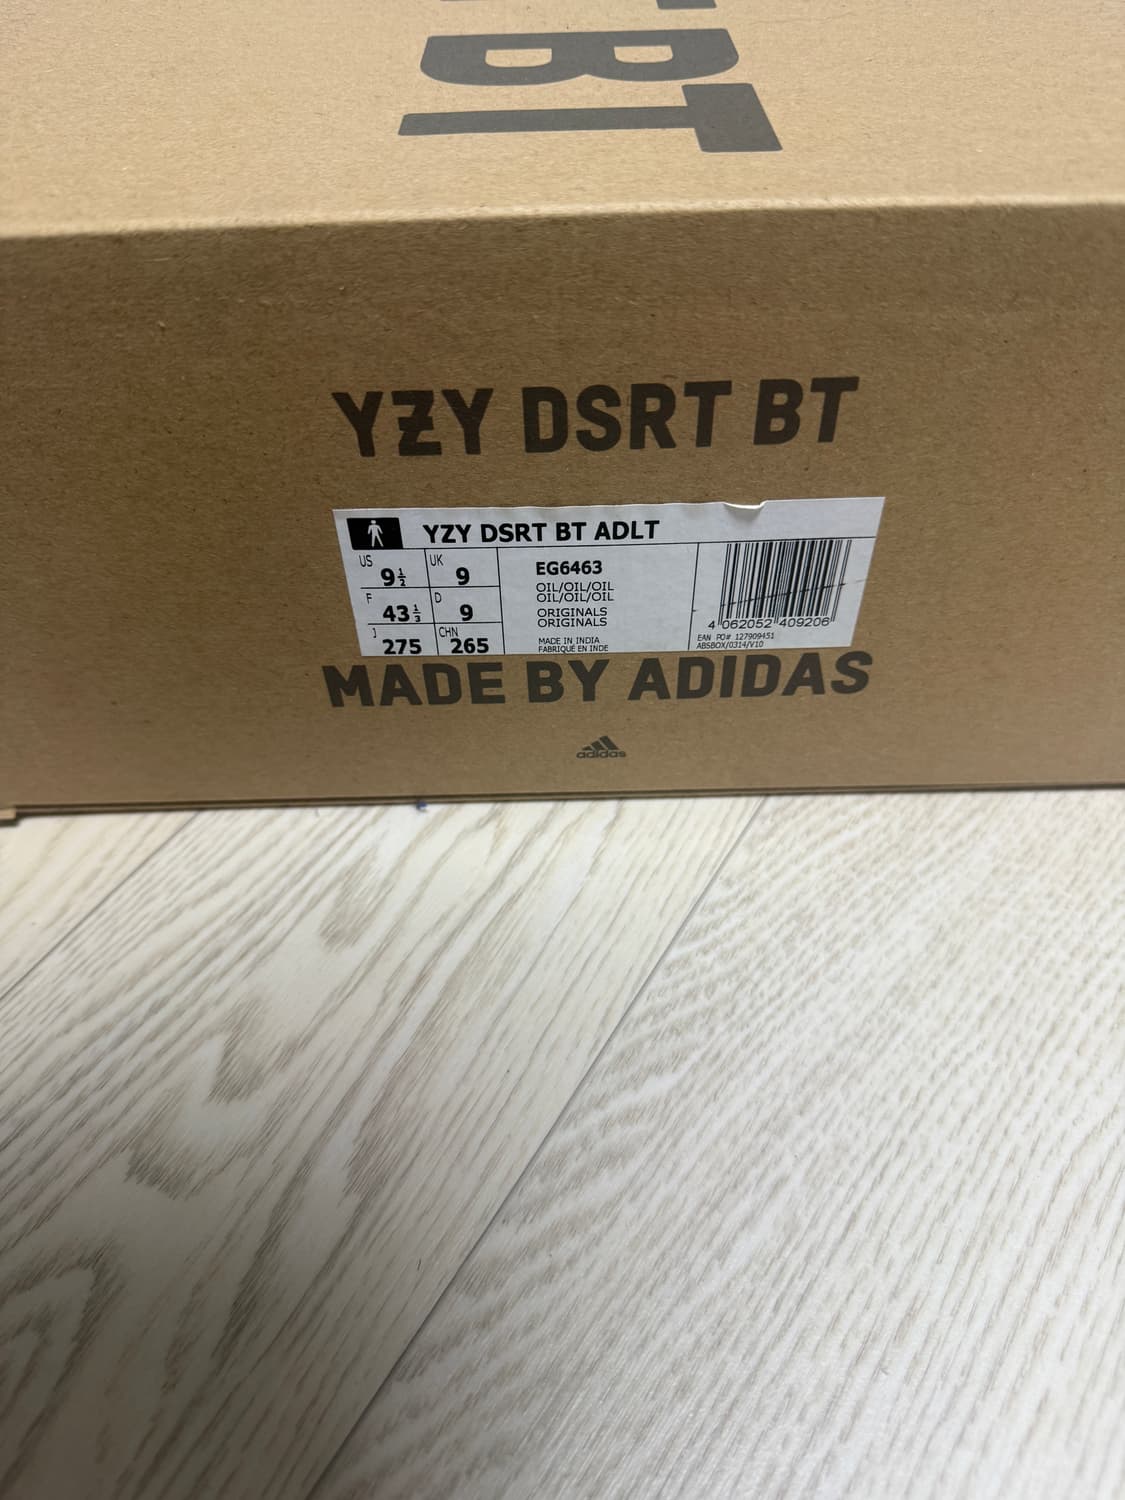 BT
YZY DSRT BT
YZY DSRT BT ADLT
US 9½ UK 9
F 43⅓ D 9
J 275 CHN 265
EG6463
OIL/OIL/OIL
OIL/OIL/OIL
ORIGINALS
ORIGINALS
MADE IN INDIA
FABRIQUÉ EN INDE
4 062052 409206
EAN PO# 127909451
ABSBOX/0314/V10
MADE BY ADIDAS
adidas